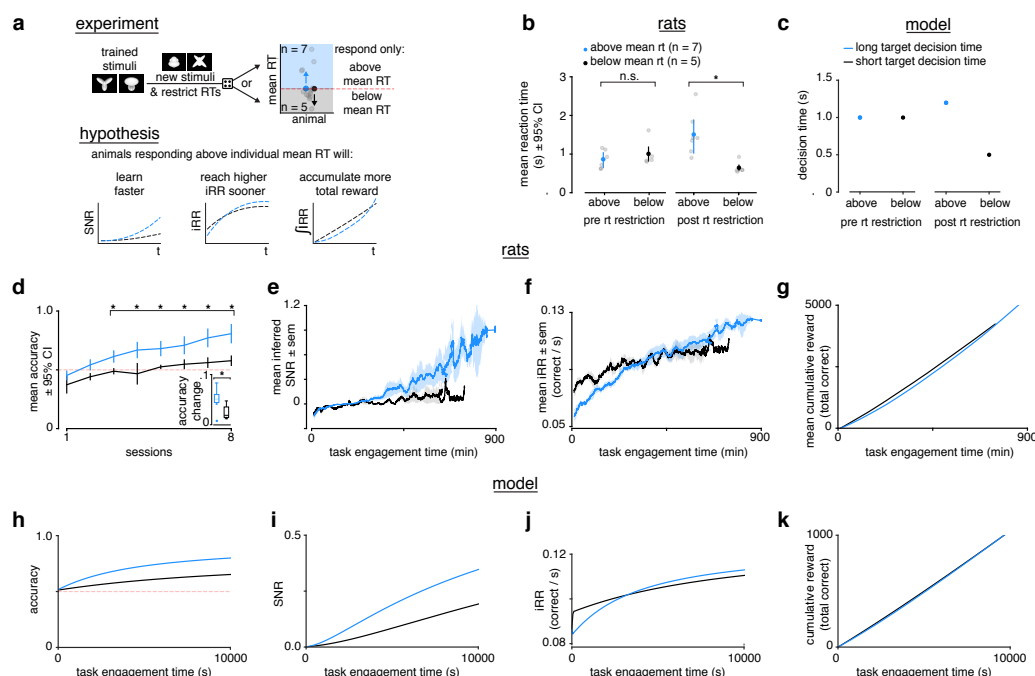 a
experiment
trained
stimuli
new stimuli
& restrict RTs
or
mean RT
n = 7
n = 5
animal
respond only:
above
mean RT
below
mean RT
hypothesis
animals responding above individual mean RT will:
learn
faster
reach higher
iRR sooner
accumulate more
total reward
SNR
t
iRR
t
∫iRR
t
b
rats
above mean rt (n = 7)
below mean rt (n = 5)
mean reaction time
(s) ± 95% CI
3
2
1
0
n.s.
*
above
below
above
below
pre rt restriction
post rt restriction
c
model
long target decision time
short target decision time
decision time (s)
1.5
1.0
0.5
0
above
below
above
below
pre rt restriction
post rt restriction
rats
d
mean accuracy
± 95% CI
1.0
0
* * * * * *
accuracy
change
1
0
*
1
8
sessions
e
mean inferred
SNR ± sem
1.2
0
0
900
task engagement time (min)
f
mean iRR ± sem
(correct / s)
0.13
0.05
0
900
task engagement time (min)
g
mean cumulative reward
(total correct)
5000
0
0
900
task engagement time (min)
model
h
accuracy
1.0
0
0
10000
task engagement time (s)
i
SNR
0.5
0.0
0
10000
task engagement time (s)
j
iRR
(correct / s)
0.12
0.08
0
10000
task engagement time (s)
k
cumulative reward
(total correct)
1000
0
0
10000
task engagement time (s)